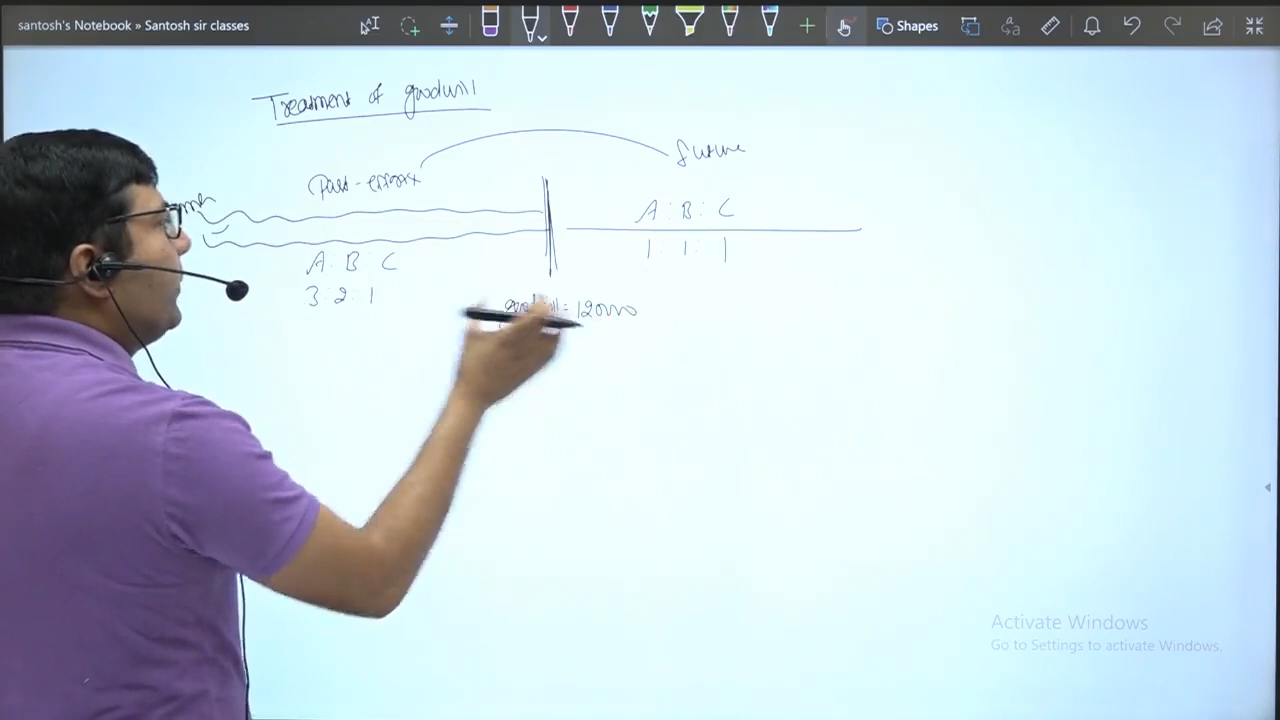 santosh's Notebook » Santosh sir classes
Shapes
Treatment of goodwill
Past-efforts
future
A : B : C
1 : 1 : 1
A : B : C
3 : 2 : 1
= 12000
Activate Windows
Go to Settings to activate Windows.